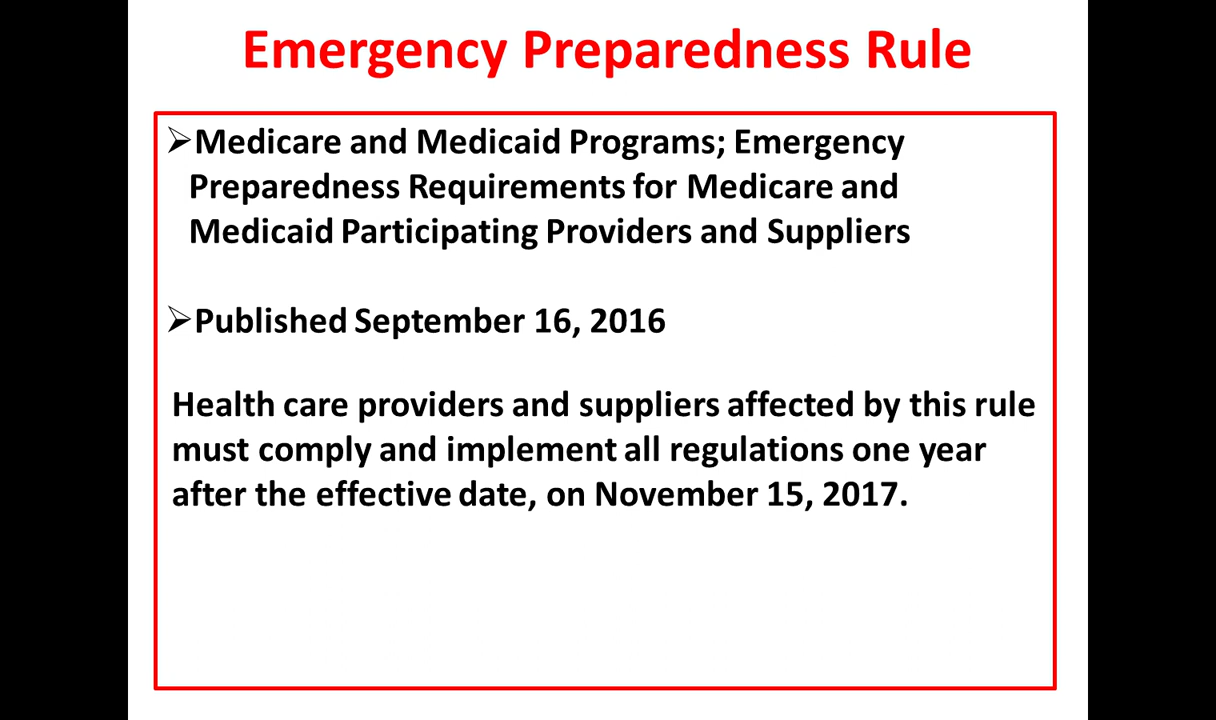 Emergency Preparedness Rule
➢Medicare and Medicaid Programs; Emergency
Preparedness Requirements for Medicare and
Medicaid Participating Providers and Suppliers
➢Published September 16, 2016
Health care providers and suppliers affected by this rule
must comply and implement all regulations one year
after the effective date, on November 15, 2017.